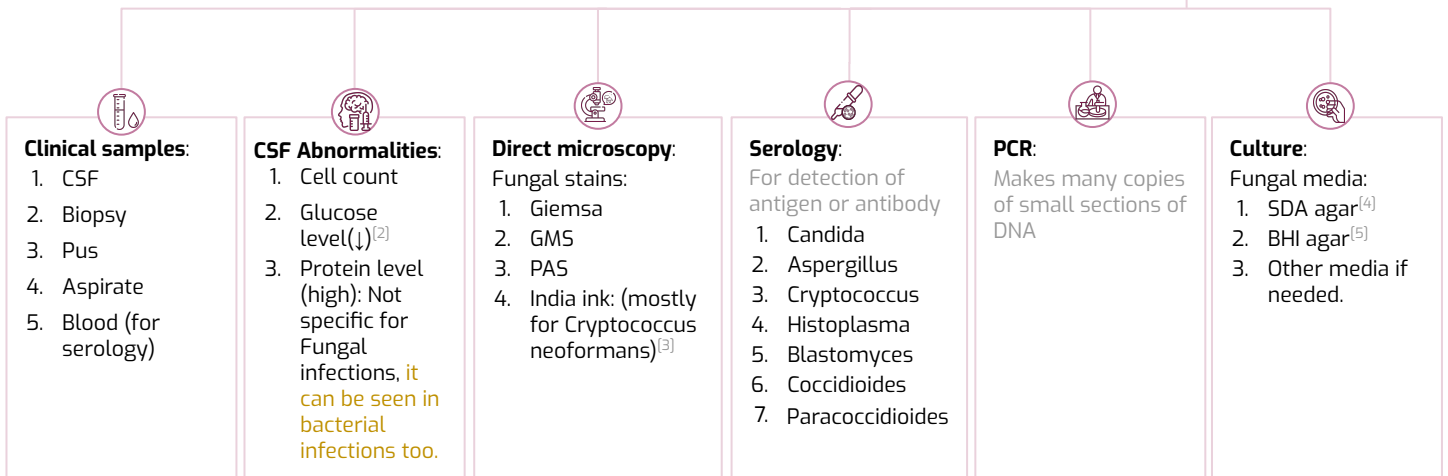 Clinical samples:
1. CSF
2. Biopsy
3. Pus
4. Aspirate
5. Blood (for
serology)
CSF Abnormalities:
1. Cell count
2. Glucose
level(↓)[2]
3. Protein level
(high): Not
specific for
Fungal
infections, it
can be seen in
bacterial
infections too.
Direct microscopy:
Fungal stains:
1. Giemsa
2. GMS
3. PAS
4. India ink: (mostly
for Cryptococcus
neoformans)[3]
Serology:
For detection of
antigen or antibody
1. Candida
2. Aspergillus
3. Cryptococcus
4. Histoplasma
5. Blastomyces
6. Coccidioides
7. Paracoccidioides
PCR:
Makes many copies
of small sections of
DNA
Culture:
Fungal media:
1. SDA agar[4]
2. BHI agar[5]
3. Other media if
needed.